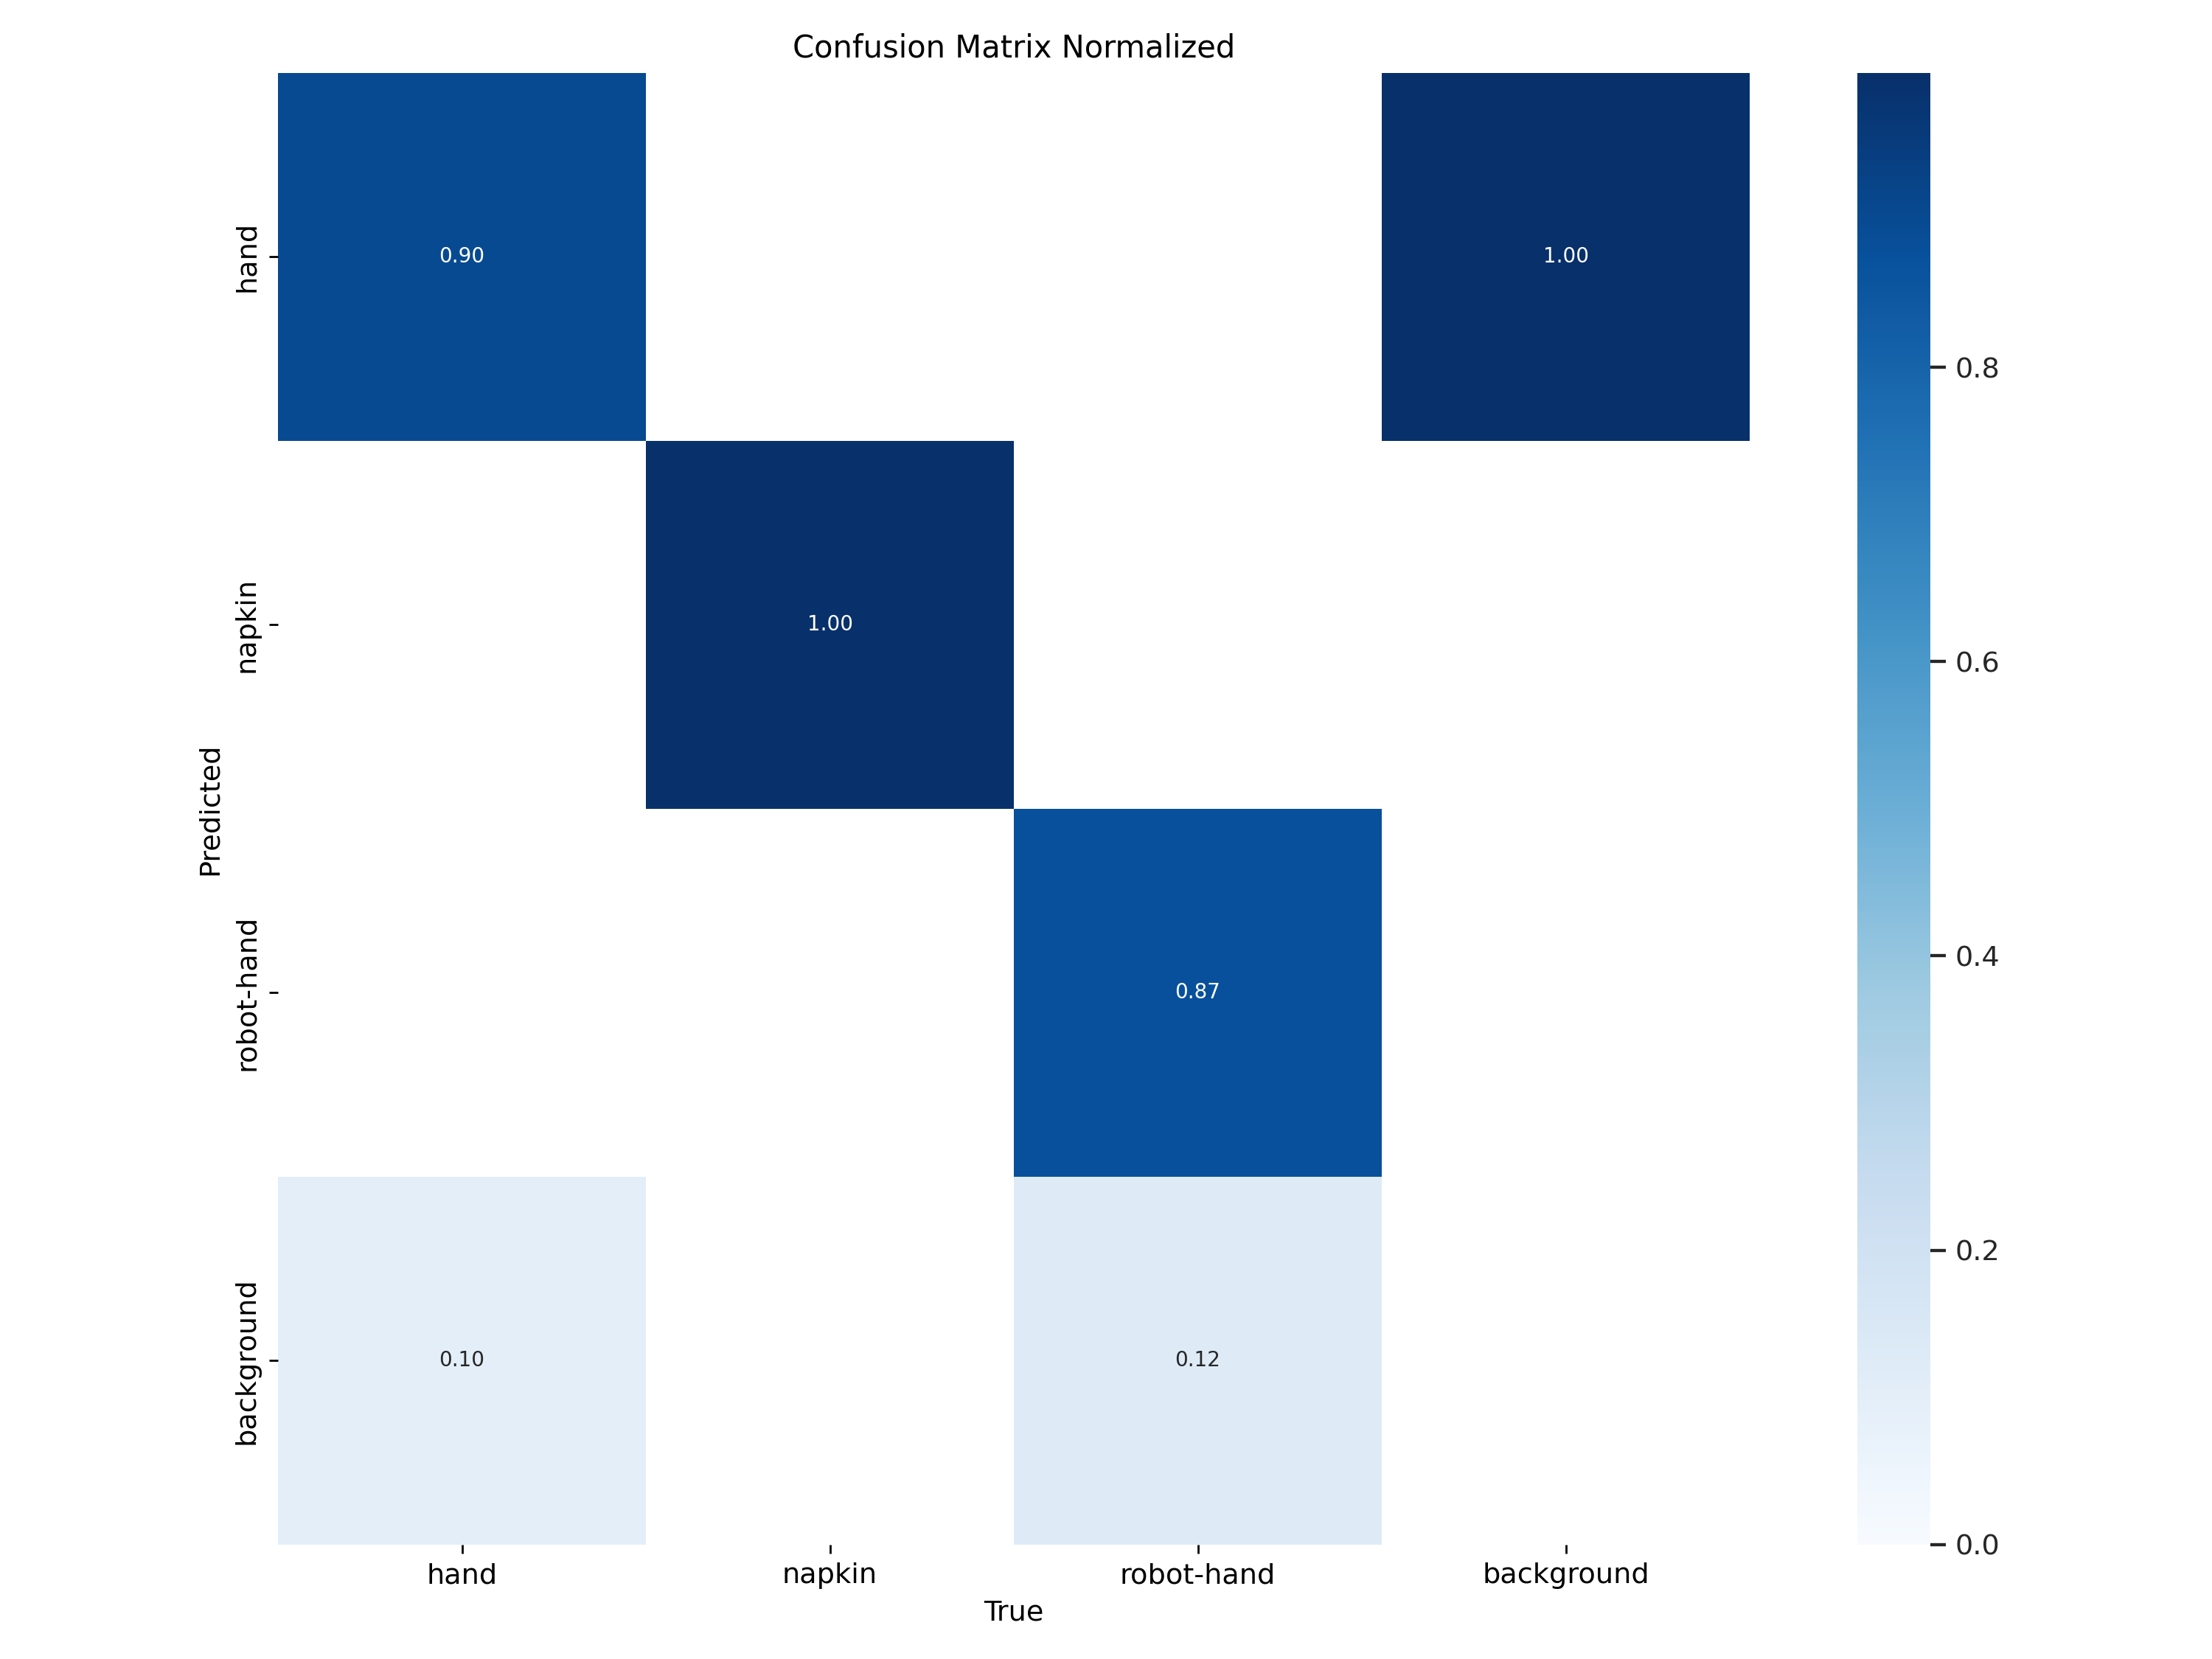 Confusion Matrix Normalized
hand
0.90
1.00
0.8
napkin
1.00
0.6
Predicted
robot-hand
0.87
0.4
background
0.10
0.12
0.2
0.0
hand
napkin
robot-hand
background
True